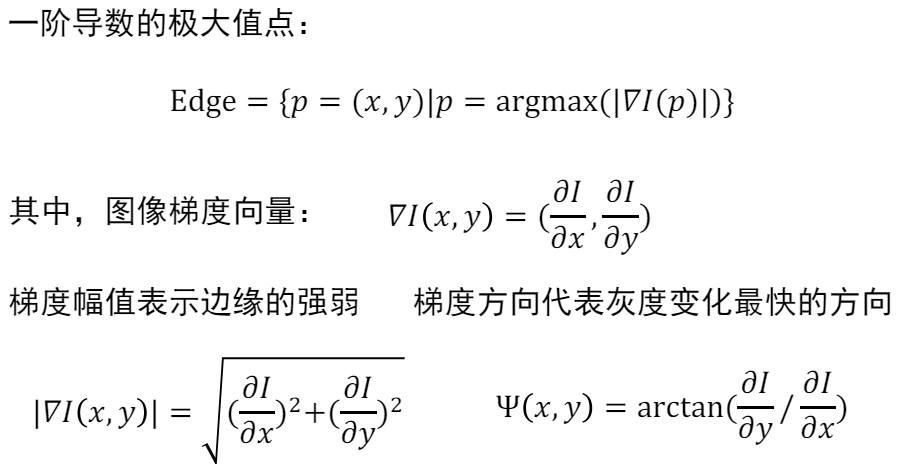 一阶导数的极大值点：
Edge = {p = (x, y)|p = argmax(|∇I(p)|)}
其中，图像梯度向量： ∇I(x, y) = (∂I/∂x, ∂I/∂y)
梯度幅值表示边缘的强弱 梯度方向代表灰度变化最快的方向
|∇I(x, y)| = √((∂I/∂x)²+(∂I/∂y)²) Ψ(x, y) = arctan(∂I/∂y / ∂I/∂x)